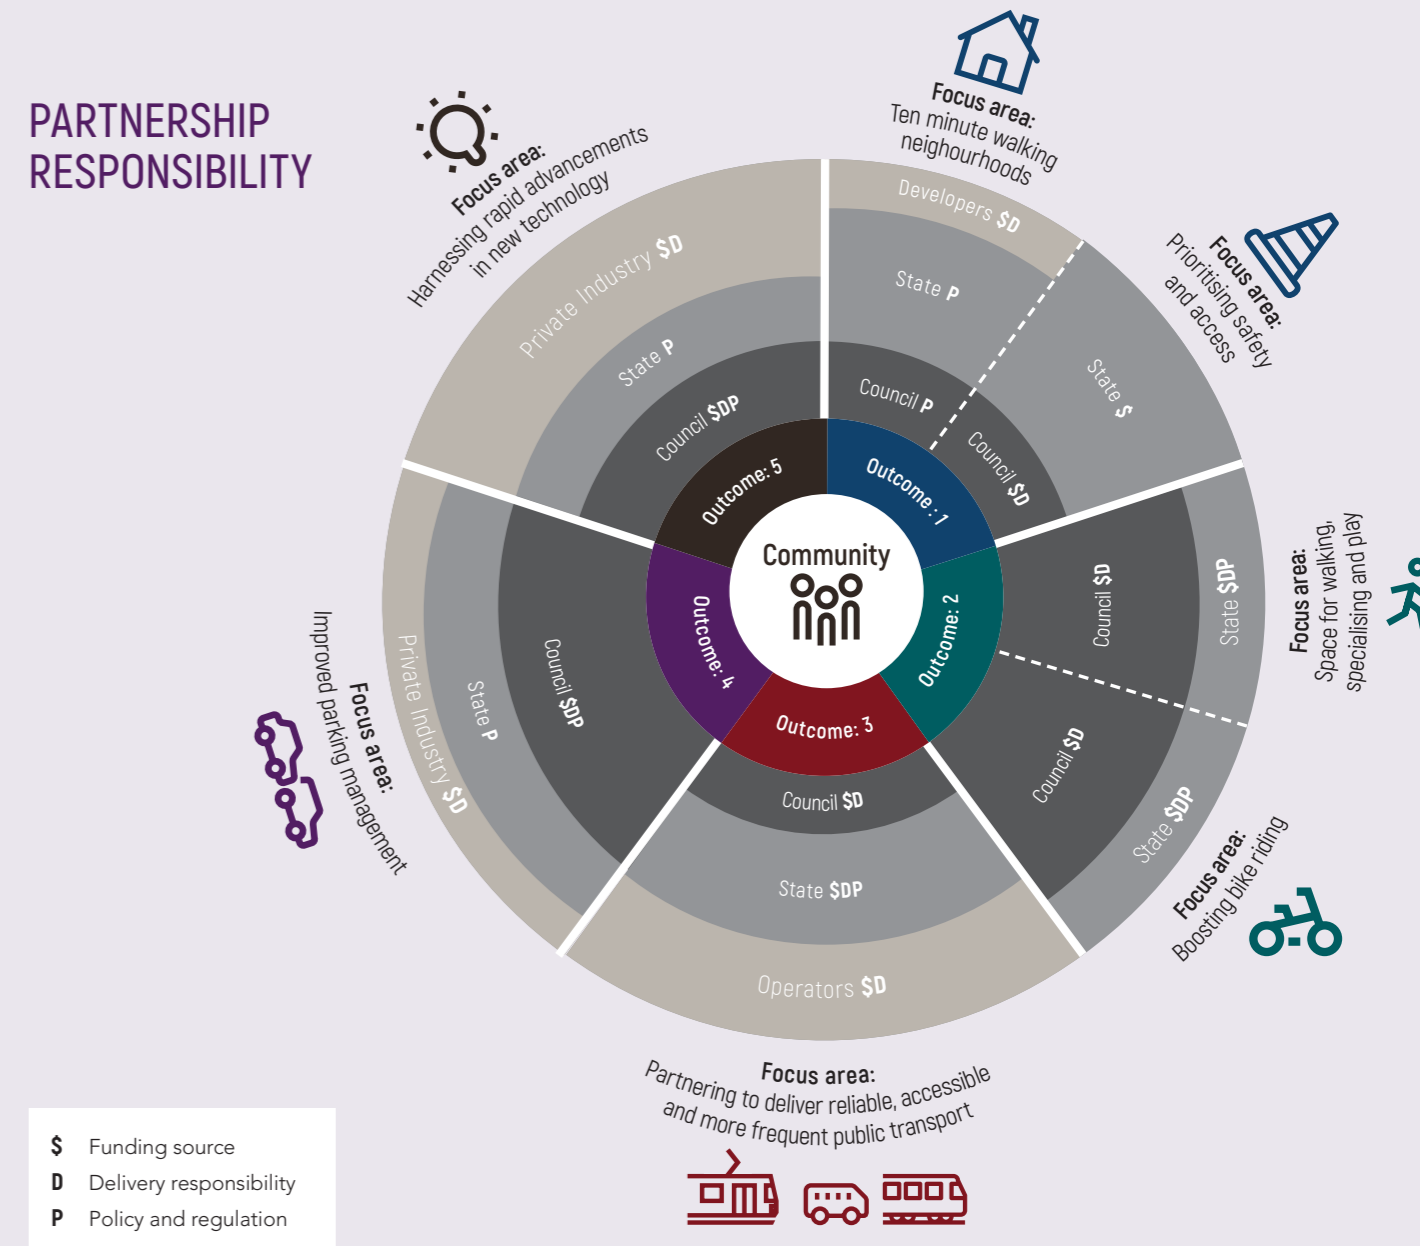 PARTNERSHIP
RESPONSIBILITY
Focus area:
Harnessing rapid advancements
in new technology
Focus area:
Ten minute walking
neighourhoods
Focus area:
Prioritising safety
and access
Focus area:
Space for walking,
specialising and play
Focus area:
Boosting bike riding
Focus area:
Partnering to deliver reliable, accessible
and more frequent public transport
Focus area:
Improved parking management
Private Industry $D
State P
Council $DP
Outcome: 5
Developers $D
State P
Council P
State $
Council $D
Outcome : 1
State $DP
Council $D
State $DP
Council $D
Outcome: 2
Outcome: 3
Council $D
State $DP
Operators $D
Outcome: 4
Council $DP
State P
Private Industry $D
Community
$ Funding source
D Delivery responsibility
P Policy and regulation